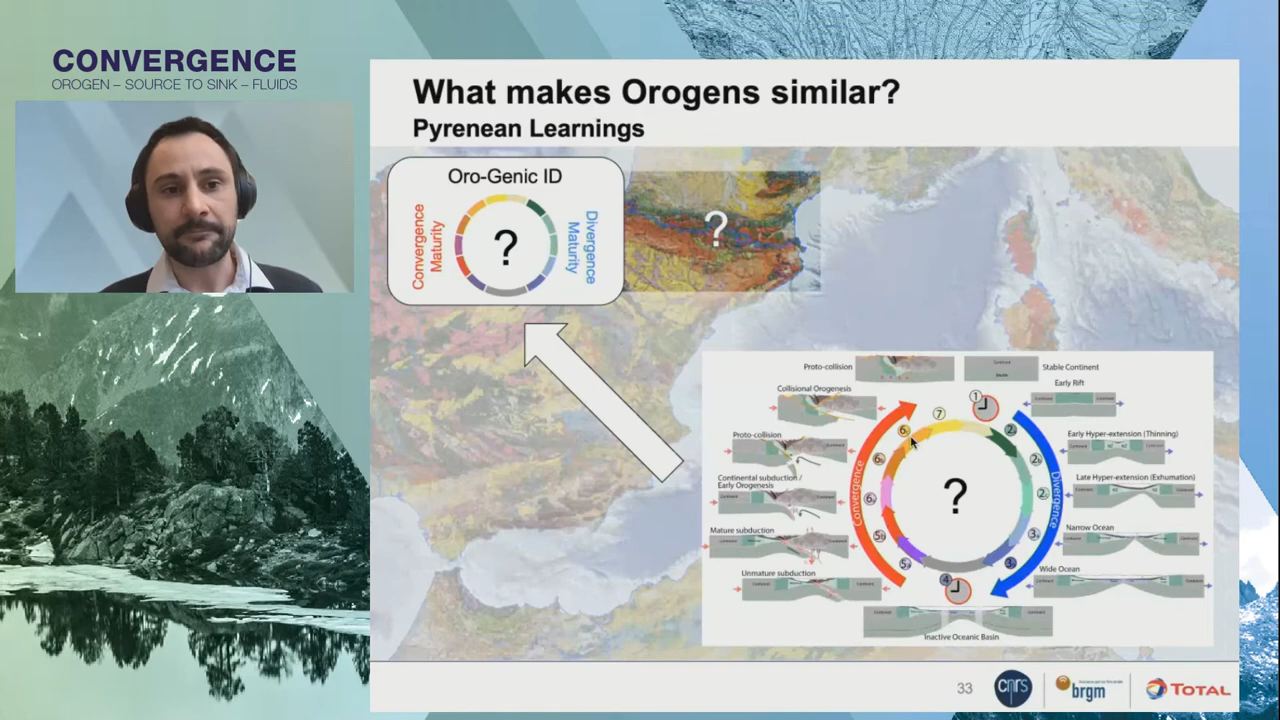 CONVERGENCE
OROGEN – SOURCE TO SINK – FLUIDS
What makes Orogens similar?
Pyrenean Learnings
Oro-Genic ID
Convergence
Maturity
?
Divergence
Maturity
?
Proto-collision
Stable Continent
Collisional Orogenesis
Early Rift
Proto-collision
Early Hyper-extension (Thinning)
Continental subduction /
Early Orogenesis
Late Hyper-extension (Exhumation)
Mature subduction
Narrow Ocean
Unmature subduction
Wide Ocean
Inactive Oceanic Basin
Convergence
Divergence
?
1
7
4
33
cnrs
brgm
TOTAL